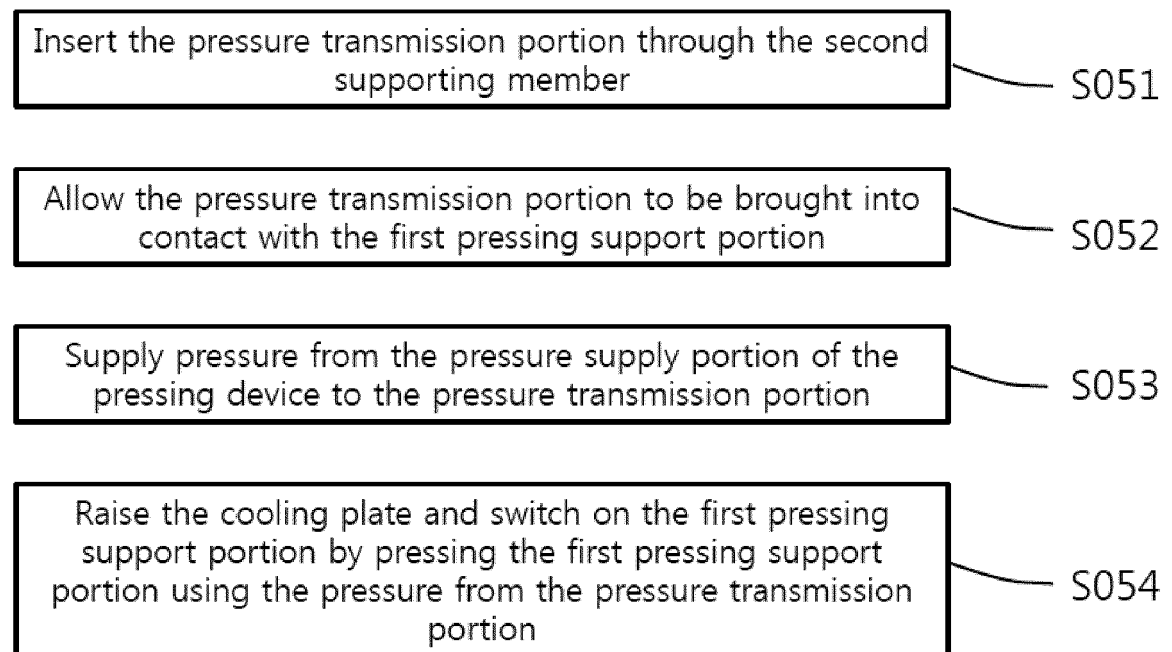 Insert the pressure transmission portion through the second
supporting member
S051
Allow the pressure transmission portion to be brought into
contact with the first pressing support portion
S052
Supply pressure from the pressure supply portion of the
pressing device to the pressure transmission portion
S053
Raise the cooling plate and switch on the first pressing
support portion by pressing the first pressing support
portion using the pressure from the pressure transmission
portion
S054